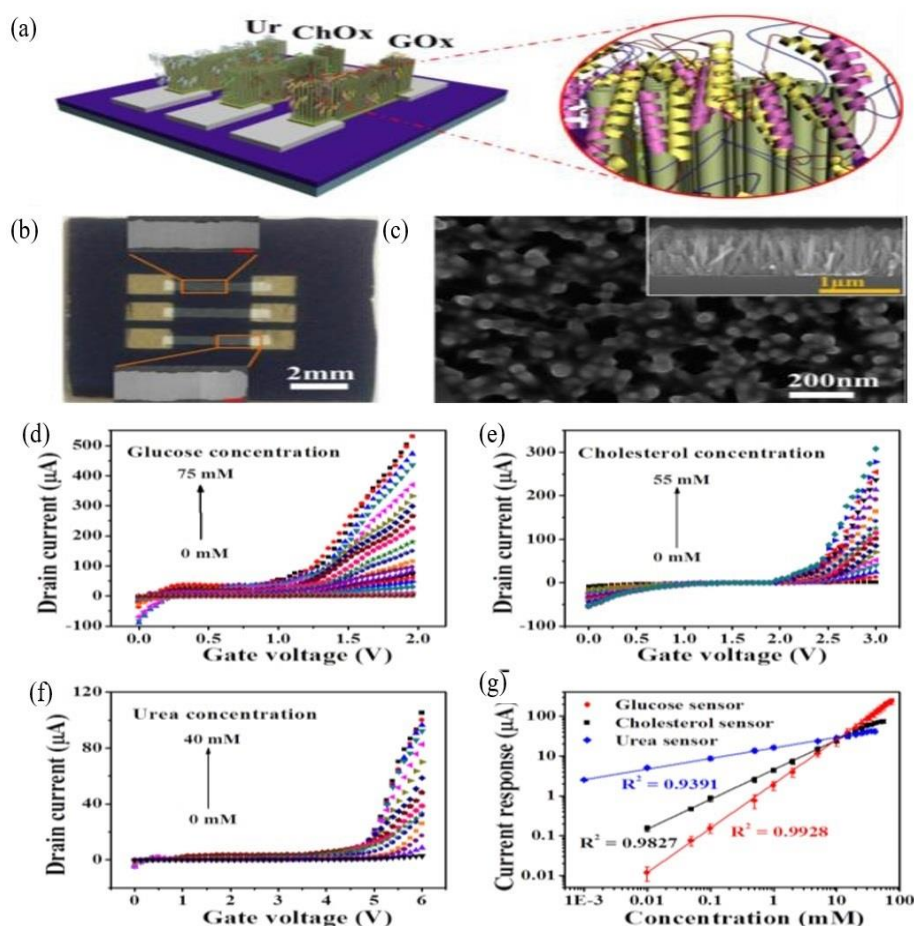 (a)
Ur ChOx GOx
(b)
2mm
(c)
1μm
200nm
(d)
Glucose concentration
75 mM
0 mM
Drain current (μA)
500
400
300
200
100
0
-100
0.0 0.5 1.0 1.5 2.0
Gate voltage (V)
(e)
Cholesterol concentration
55 mM
0 mM
Drain current (μA)
300
200
100
0
-100
0.0 0.5 1.0 1.5 2.0 2.5 3.0
Gate voltage (V)
(f)
Urea concentration
40 mM
0 mM
Drain current (μA)
120
80
40
0
0 1 2 3 4 5 6
Gate voltage (V)
(g)
Glucose sensor
Cholesterol sensor
Urea sensor
R² = 0.9391
R² = 0.9827
R² = 0.9928
Current response (μA)
100
10
1
0.1
0.01
1E-3 0.01 0.1 1 10 100
Concentration (mM)